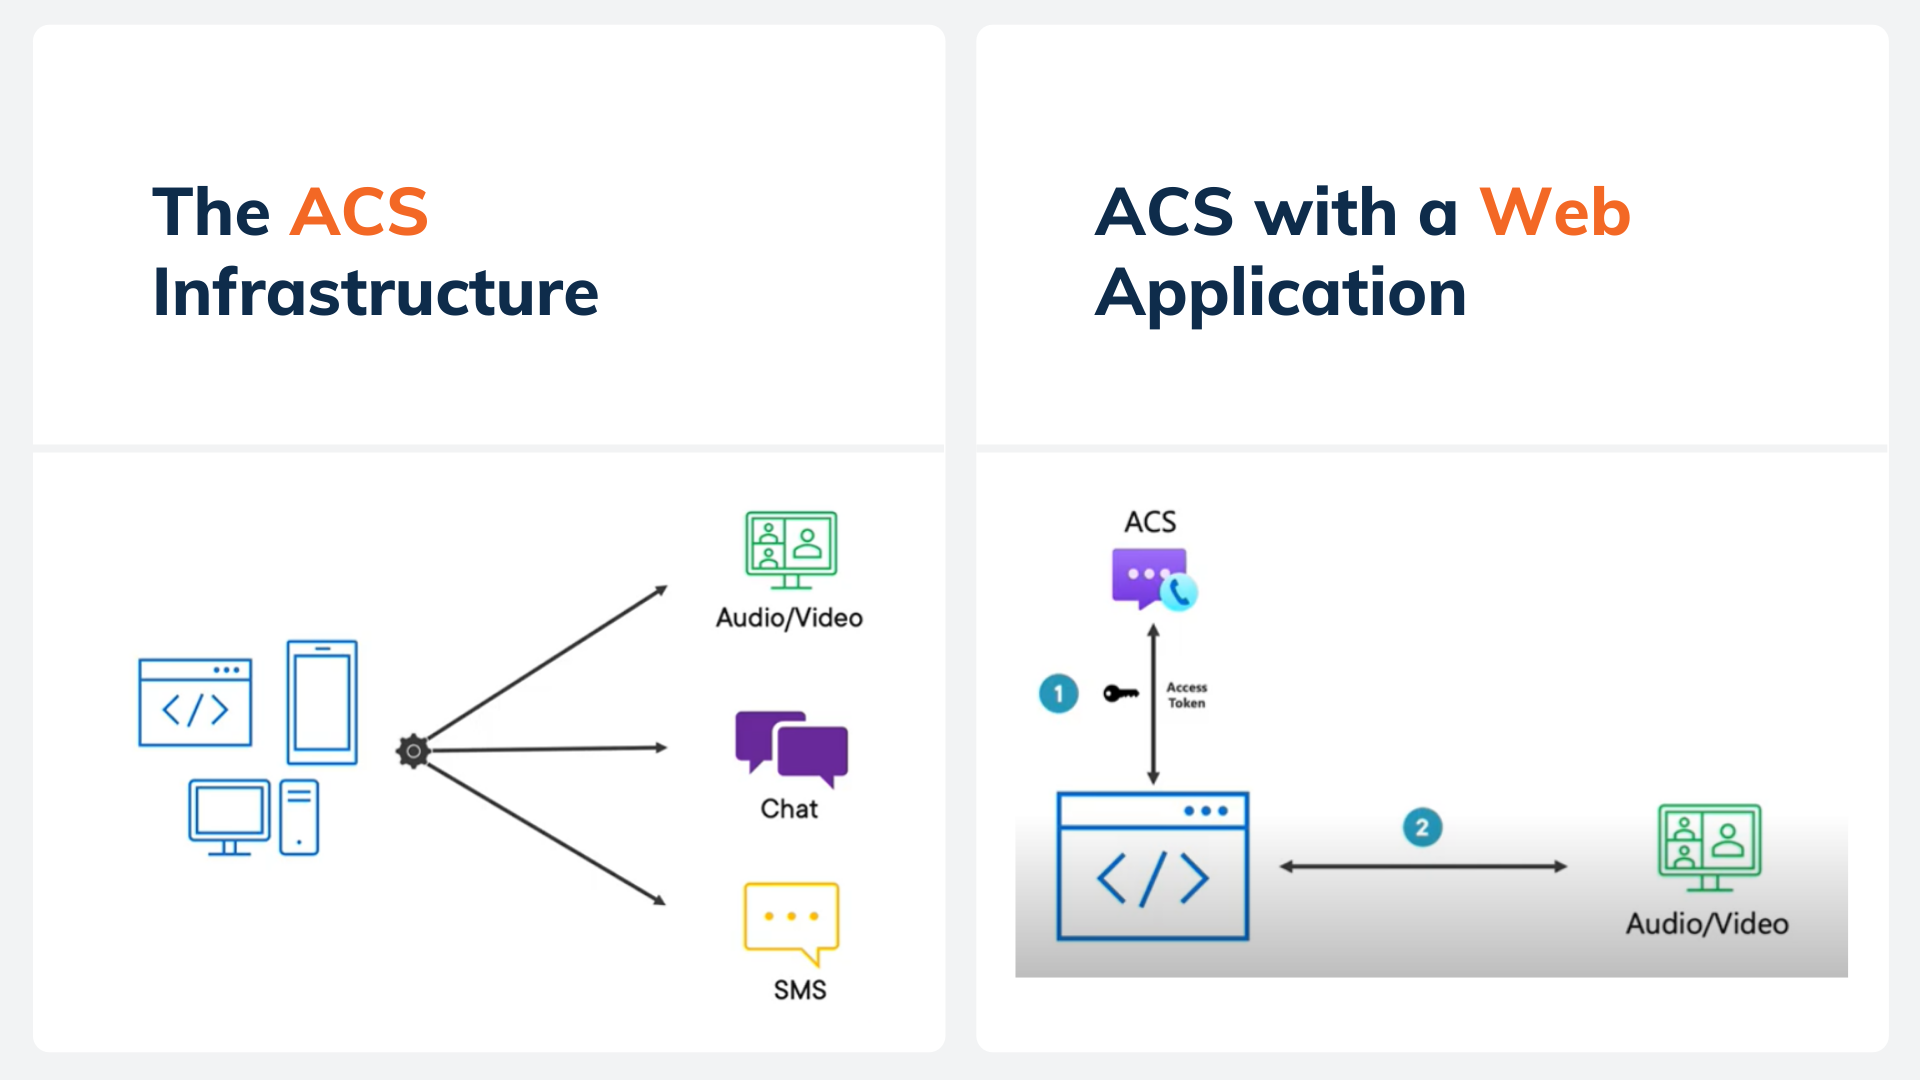 The ACS
Infrastructure
Audio/Video
Chat
SMS
ACS with a Web
Application
ACS
1
Access
Token
2
</>
Audio/Video